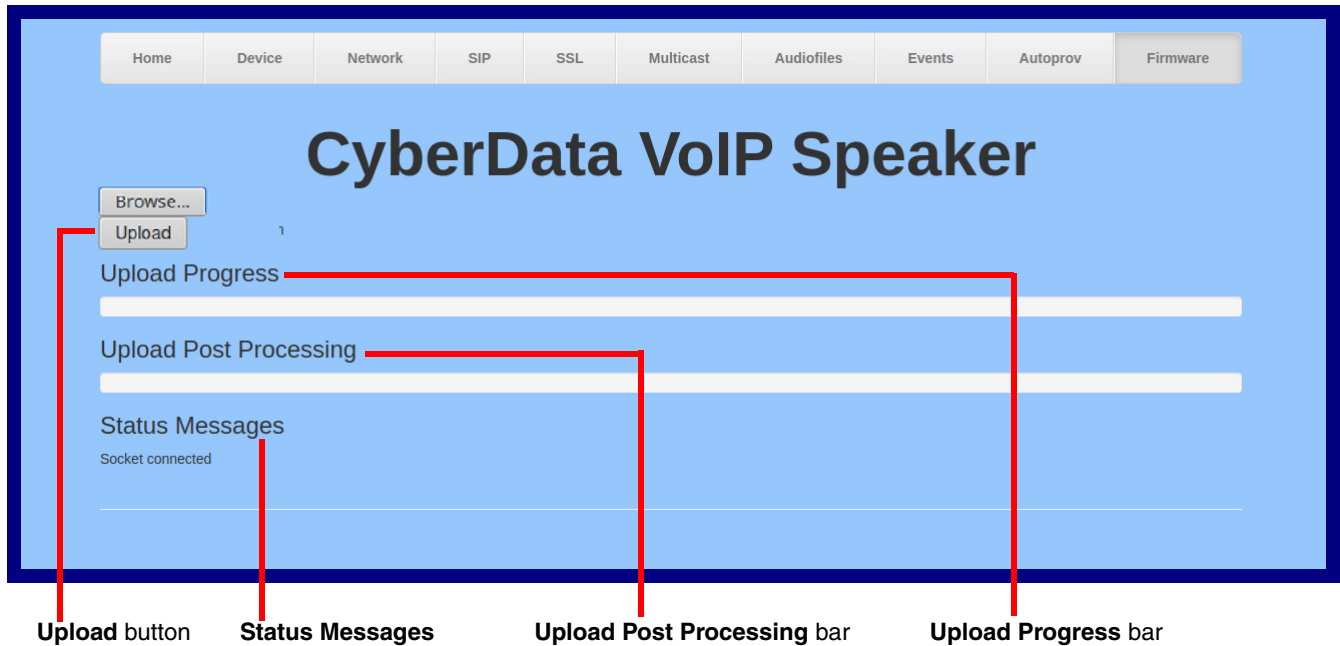 Home Device Network SIP SSL Multicast Audiofiles Events Autoprov Firmware
CyberData VoIP Speaker
Browse...
Upload
Upload Progress
Upload Post Processing
Status Messages
Socket connected
Upload button Status Messages Upload Post Processing bar Upload Progress bar